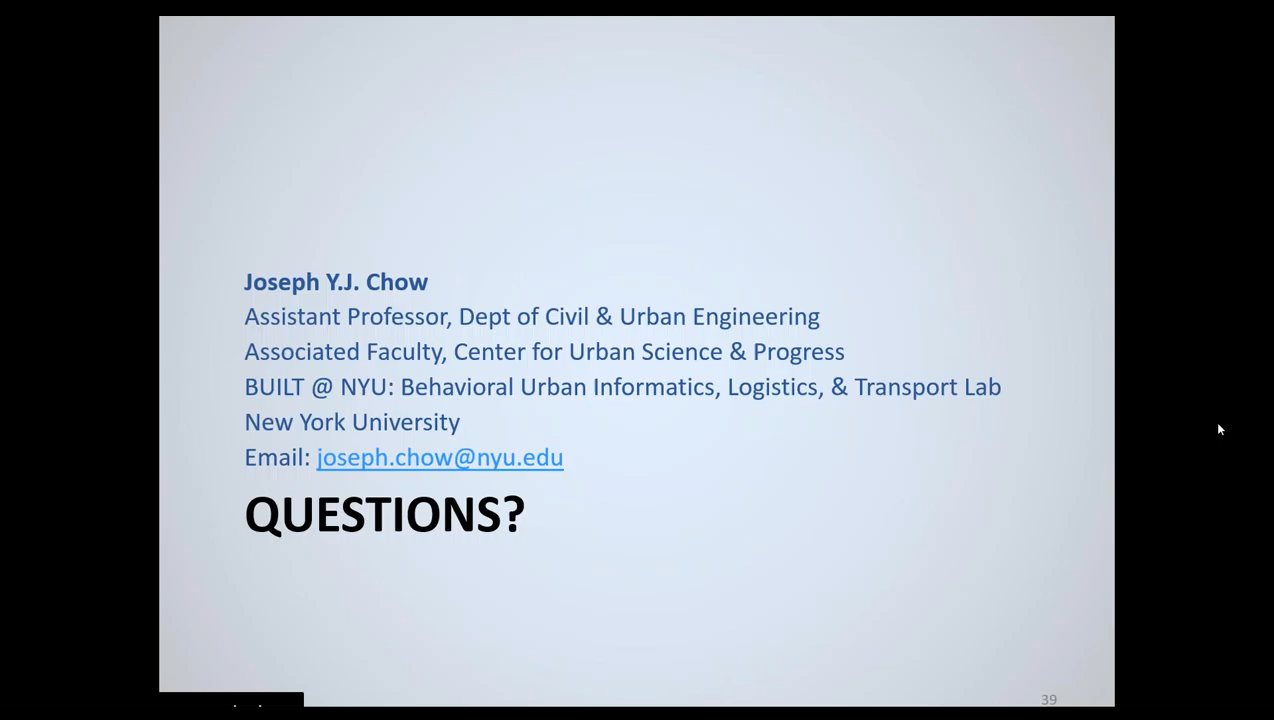 Joseph Y.J. Chow
Assistant Professor, Dept of Civil & Urban Engineering
Associated Faculty, Center for Urban Science & Progress
BUILT @ NYU: Behavioral Urban Informatics, Logistics, & Transport Lab
New York University
Email: joseph.chow@nyu.edu
QUESTIONS?
39